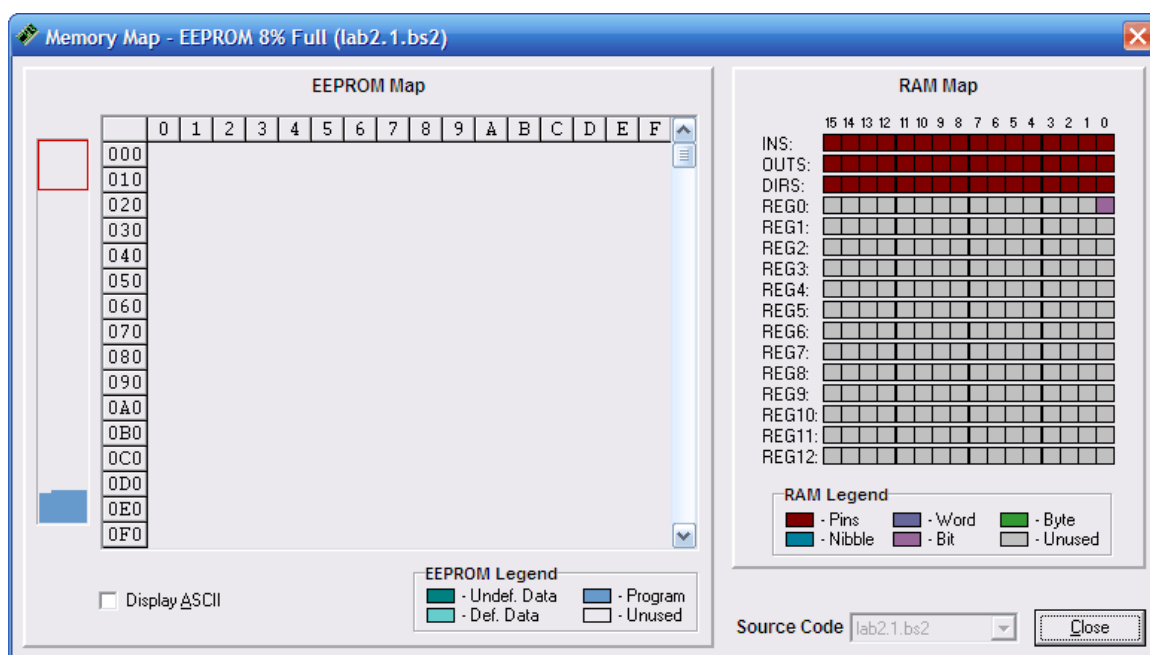 Memory Map - EEPROM 8% Full (lab2.1.bs2)
EEPROM Map
0 1 2 3 4 5 6 7 8 9 A B C D E F
000
010
020
030
040
050
060
070
080
090
0A0
0B0
0C0
0D0
0E0
0F0
Display ASCII
EEPROM Legend
- Undef. Data - Program
- Def. Data - Unused
RAM Map
15 14 13 12 11 10 9 8 7 6 5 4 3 2 1 0
INS:
OUTS:
DIRS:
REG0:
REG1:
REG2:
REG3:
REG4:
REG5:
REG6:
REG7:
REG8:
REG9:
REG10:
REG11:
REG12:
RAM Legend
- Pins - Word - Byte
- Nibble - Bit - Unused
Source Code lab2.1.bs2 Close